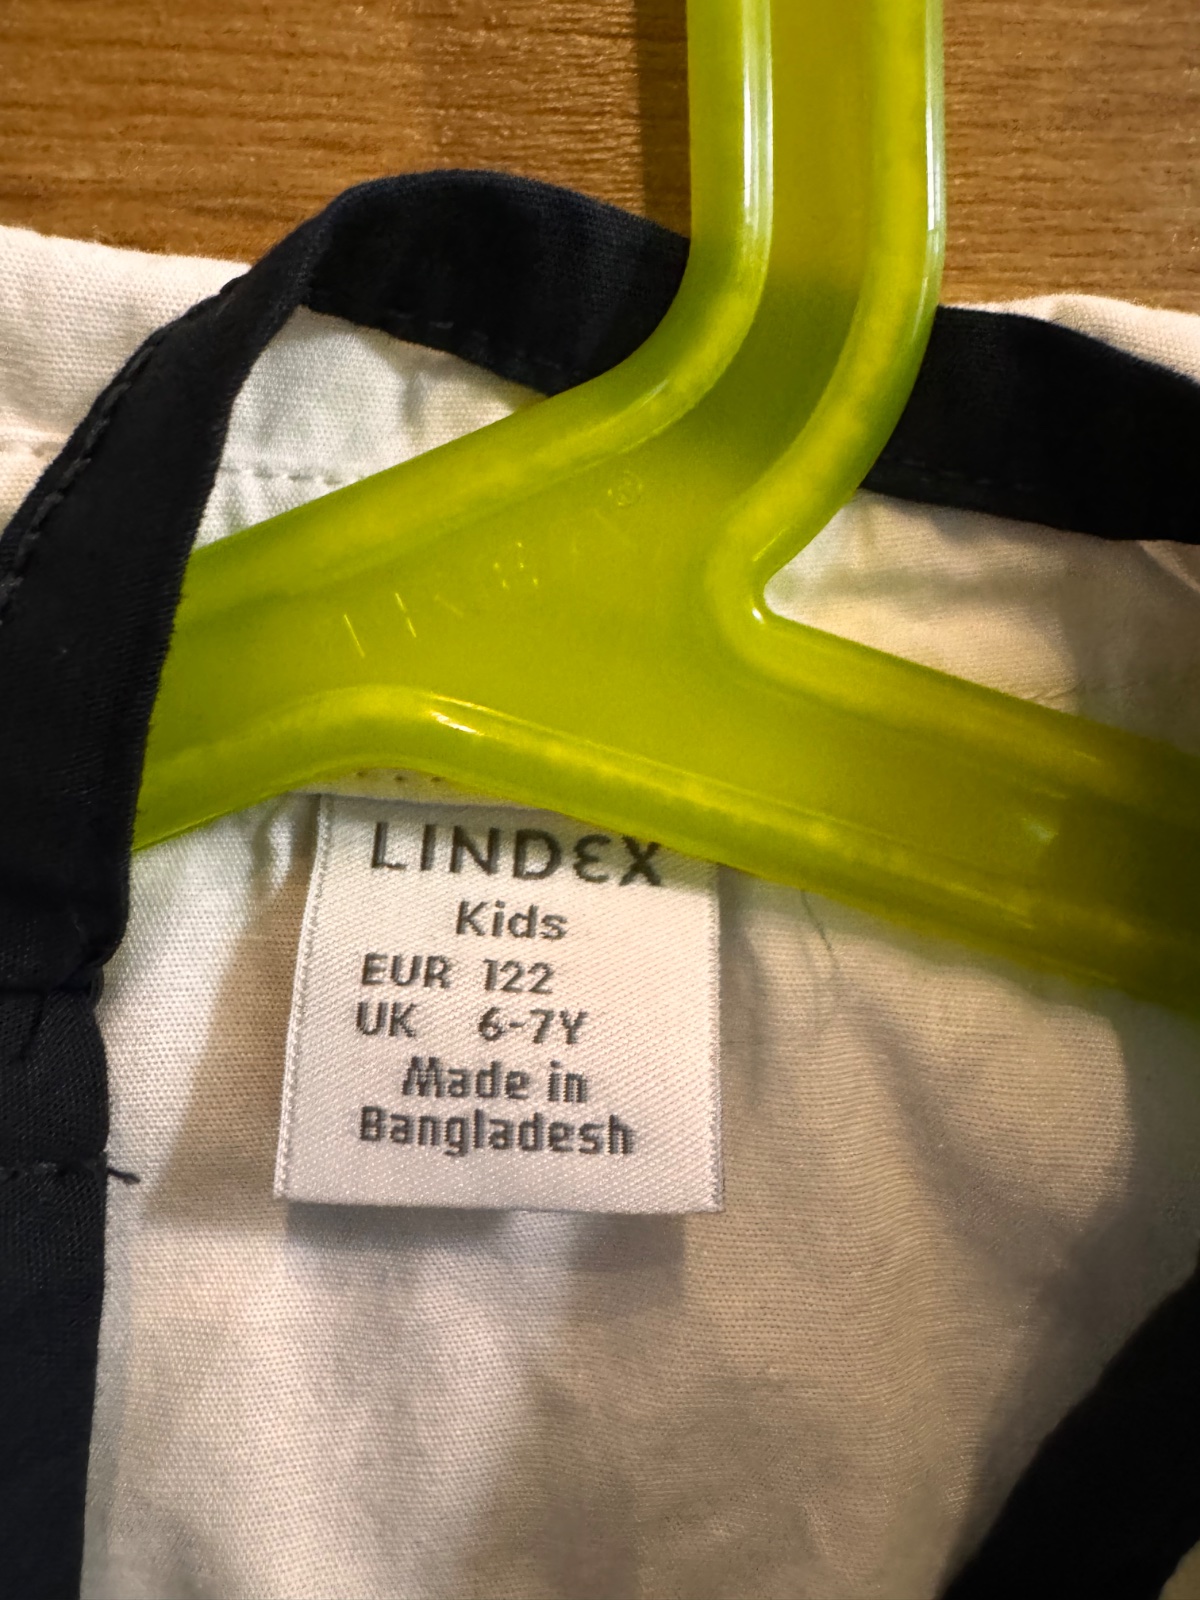 LINDEX
Kids
EUR 122
UK 6-7Y
Made in
Bangladesh